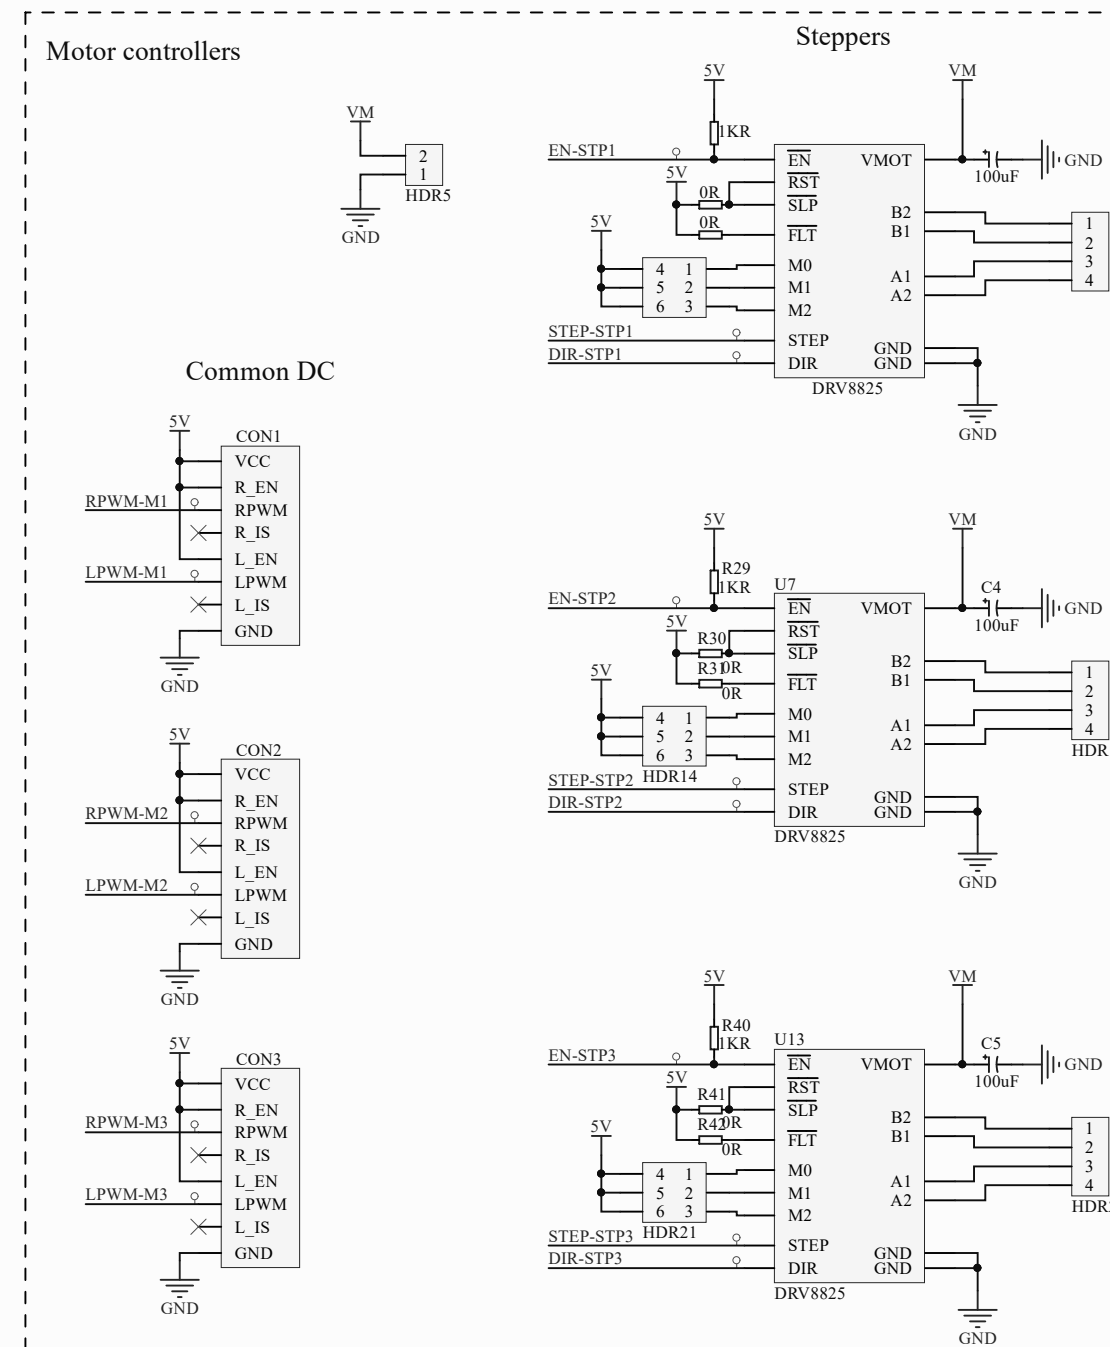 Motor controllers
VM
2
1
HDR5
GND
Common DC
5V
CON1
VCC
R_EN
RPWM-M1
RPWM
R_IS
L_EN
LPWM-M1
LPWM
L_IS
GND
GND
5V
CON2
VCC
R_EN
RPWM-M2
RPWM
R_IS
L_EN
LPWM-M2
LPWM
L_IS
GND
GND
5V
CON3
VCC
R_EN
RPWM-M3
RPWM
R_IS
L_EN
LPWM-M3
LPWM
L_IS
GND
GND
Steppers
5V
VM
1KR
EN-STP1
EN
VMOT
100uF
GND
5V
RST
0R
SLP
B2
1
0R
FLT
B1
2
5V
3
4 1
M0
A1
4
5 2
M1
A2
6 3
M2
STEP-STP1
STEP
GND
DIR-STP1
DIR
GND
DRV8825
GND
5V
VM
R29
1KR
U7
C4
EN-STP2
EN
VMOT
100uF
GND
5V
RST
R30
0R
SLP
B2
1
R31
0R
FLT
B1
2
5V
3
4 1
M0
A1
4
5 2
M1
A2
HDR
6 3
M2
HDR14
STEP-STP2
STEP
GND
DIR-STP2
DIR
GND
DRV8825
GND
5V
VM
R40
1KR
U13
C5
EN-STP3
EN
VMOT
100uF
GND
5V
RST
R41
0R
SLP
B2
1
R42
0R
FLT
B1
2
5V
3
4 1
M0
A1
4
5 2
M1
A2
HDR
6 3
M2
HDR21
STEP-STP3
STEP
GND
DIR-STP3
DIR
GND
DRV8825
GND